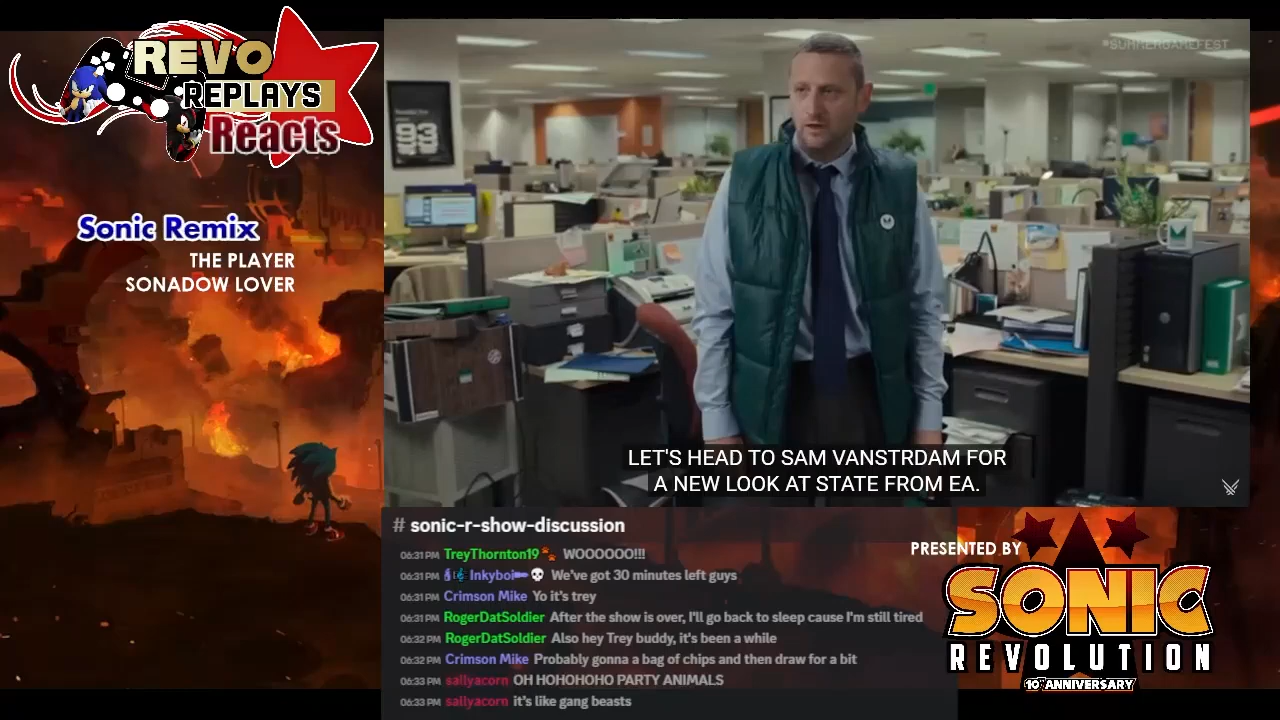 REVO
REPLAYS
Reacts
Sonic Remix
THE PLAYER
SONADOW LOVER
#SUMMERGAMEFEST
93
LET'S HEAD TO SAM VANSTRDAM FOR
A NEW LOOK AT STATE FROM EA.
# sonic-r-show-discussion
06:31 PM TreyThornton19🐾 WOOOOOO!!!
06:31 PM Inkyboi 💀 We've got 30 minutes left guys
06:31 PM Crimson Mike Yo it's trey
06:31 PM RogerDatSoldier After the show is over, I'll go back to sleep cause I'm still tired
06:32 PM RogerDatSoldier Also hey Trey buddy, it's been a while
06:32 PM Crimson Mike Probably gonna a bag of chips and then draw for a bit
06:33 PM sallyacorn OH HOHOHOHO PARTY ANIMALS
06:33 PM sallyacorn it's like gang beasts
PRESENTED BY
SONIC
REVOLUTION
10TH ANNIVERSARY